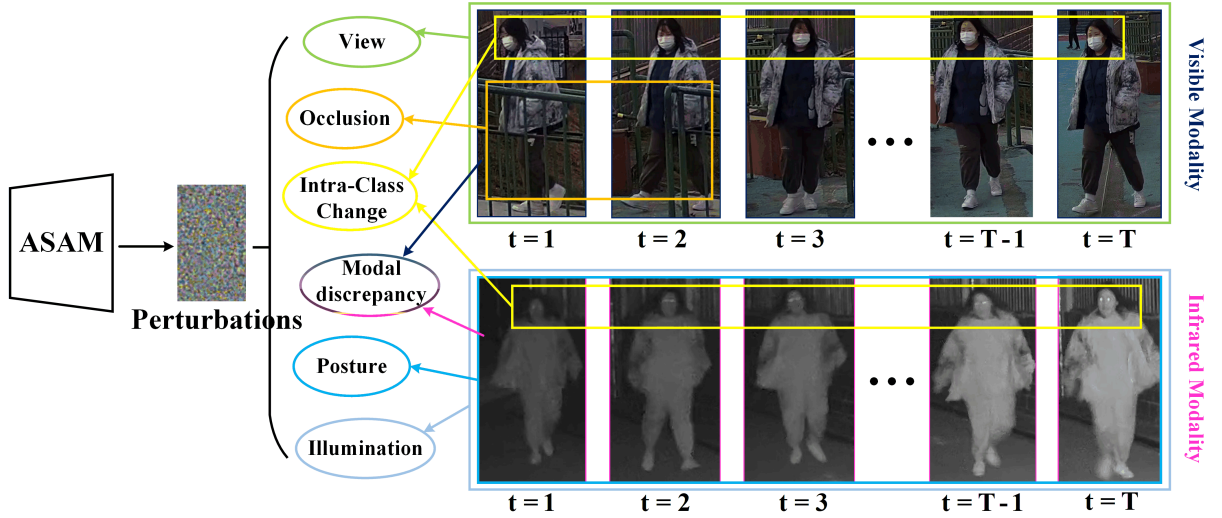 ASAM
Perturbations
View
Occlusion
Intra-Class
Change
Modal
discrepancy
Posture
Illumination
t = 1
t = 2
t = 3
t = T - 1
t = T
Visible Modality
t = 1
t = 2
t = 3
t = T - 1
t = T
Infrared Modality